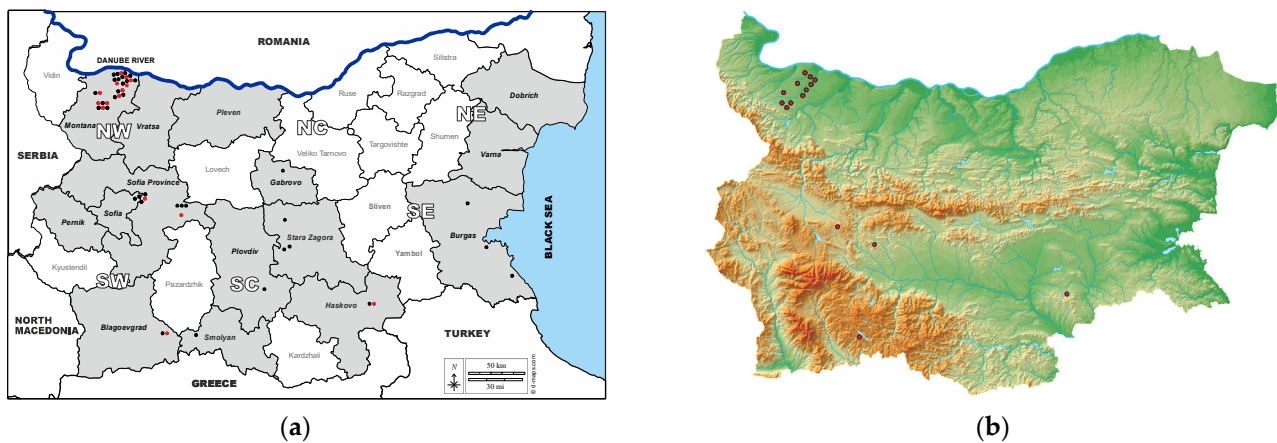 ROMANIA
DANUBE RIVER
Vidin
Silistra
Ruse
Razgrad
Dobrich
Montana
NW
Vratsa
Pleven
NC
NE
Shumen
Targovishte
Veliko Tarnovo
Varna
SERBIA
Lovech
Gabrovo
Sofia Province
Sofia
Pernik
Sliven
SE
Stara Zagora
Plovdiv
Burgas
BLACK SEA
Yambol
Kyustendil
SW
Pazardzhik
SC
Haskovo
NORTH
MACEDONIA
Blagoevgrad
Smolyan
TURKEY
Kardzhali
GREECE
N
50 km
30 mi
© d-maps.com
(a)
(b)